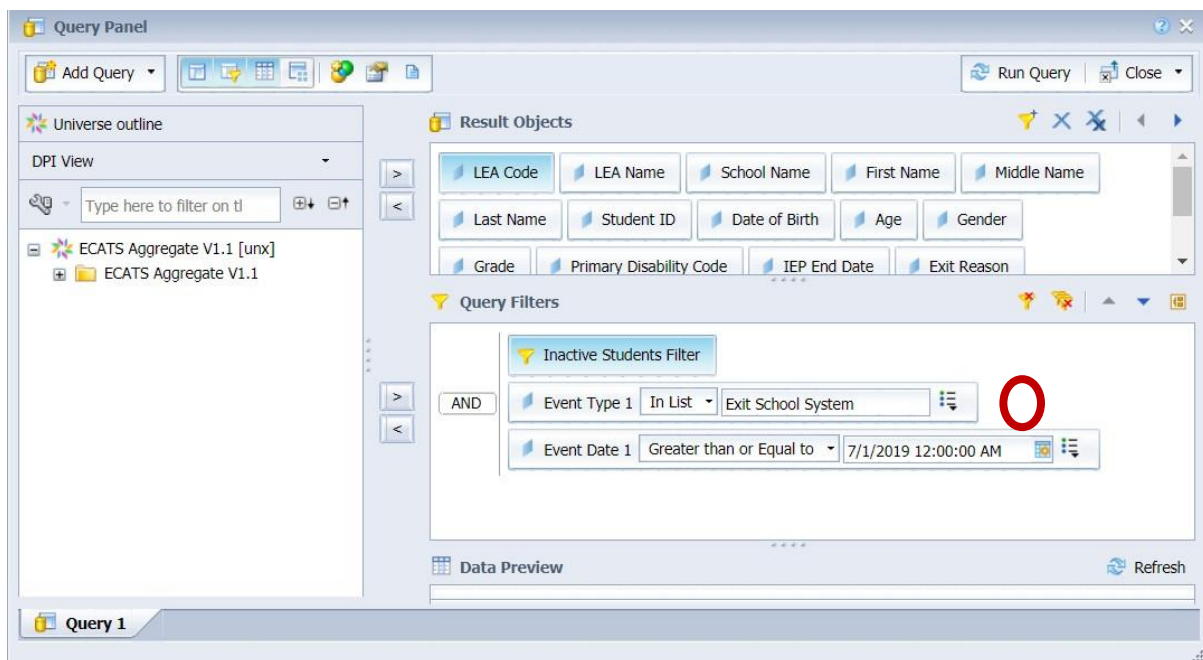 Query Panel
Add Query
Run Query Close
Universe outline
DPI View
Type here to filter on tl
ECATS Aggregate V1.1 [unx]
ECATS Aggregate V1.1
Result Objects
LEA Code LEA Name School Name First Name Middle Name
Last Name Student ID Date of Birth Age Gender
Grade Primary Disability Code IEP End Date Exit Reason
Query Filters
Inactive Students Filter
AND Event Type 1 In List Exit School System
Event Date 1 Greater than or Equal to 7/1/2019 12:00:00 AM
Data Preview Refresh
Query 1